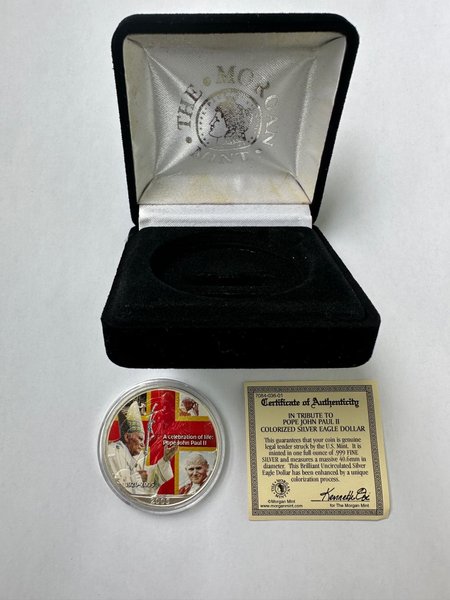 THE • MORGAN
• MINT •
A celebration of life:
Pope John Paul II
1920-2005
7084-036-01
Certificate of Authenticity
IN TRIBUTE TO
POPE JOHN PAUL II
COLORIZED SILVER EAGLE DOLLAR
This guarantees that your coin is genuine
legal tender struck by the U.S. Mint. It is
minted in one full ounce of .999 FINE
SILVER and measures a massive 40.6mm in
diameter. This Brilliant Uncirculated Silver
Eagle Dollar has been enhanced by a unique
colorization process.
©Morgan Mint
www.morganmint.com
for The Morgan Mint